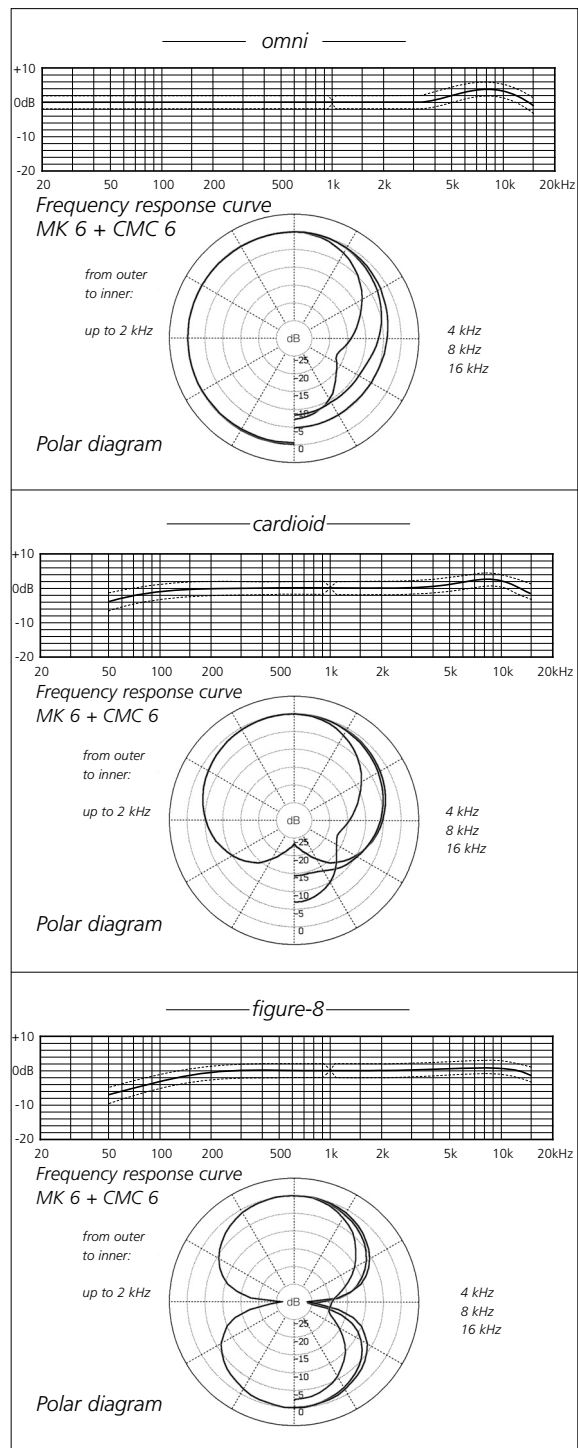 omni
+10
0dB
-10
-20
20 50 100 200 500 1k 2k 5k 10k 20kHz
Frequency response curve
MK 6 + CMC 6
from outer
to inner:
up to 2 kHz
4 kHz
8 kHz
16 kHz
dB
-25
-20
-15
-10
-5
0
Polar diagram
cardioid
+10
0dB
-10
-20
20 50 100 200 500 1k 2k 5k 10k 20kHz
Frequency response curve
MK 6 + CMC 6
from outer
to inner:
up to 2 kHz
4 kHz
8 kHz
16 kHz
dB
-25
-20
-15
-10
-5
0
Polar diagram
figure-8
+10
0dB
-10
-20
20 50 100 200 500 1k 2k 5k 10k 20kHz
Frequency response curve
MK 6 + CMC 6
from outer
to inner:
up to 2 kHz
4 kHz
8 kHz
16 kHz
dB
-25
-20
-15
-10
-5
0
Polar diagram